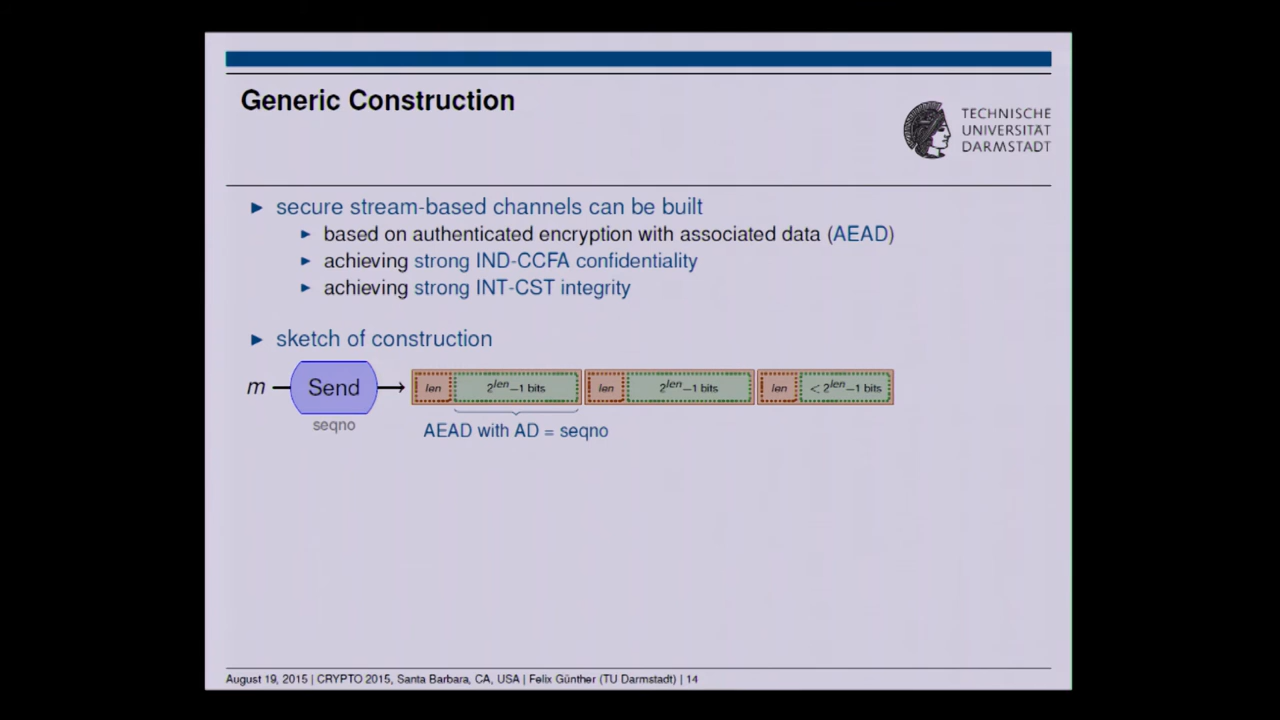 Generic Construction
TECHNISCHE
UNIVERSITÄT
DARMSTADT
► secure stream-based channels can be built
► based on authenticated encryption with associated data (AEAD)
► achieving strong IND-CCFA confidentiality
► achieving strong INT-CST integrity
► sketch of construction
m Send len 2^len−1 bits len 2^len−1 bits len < 2^len−1 bits
seqno
AEAD with AD = seqno
August 19, 2015 | CRYPTO 2015, Santa Barbara, CA, USA | Felix Günther (TU Darmstadt) | 14